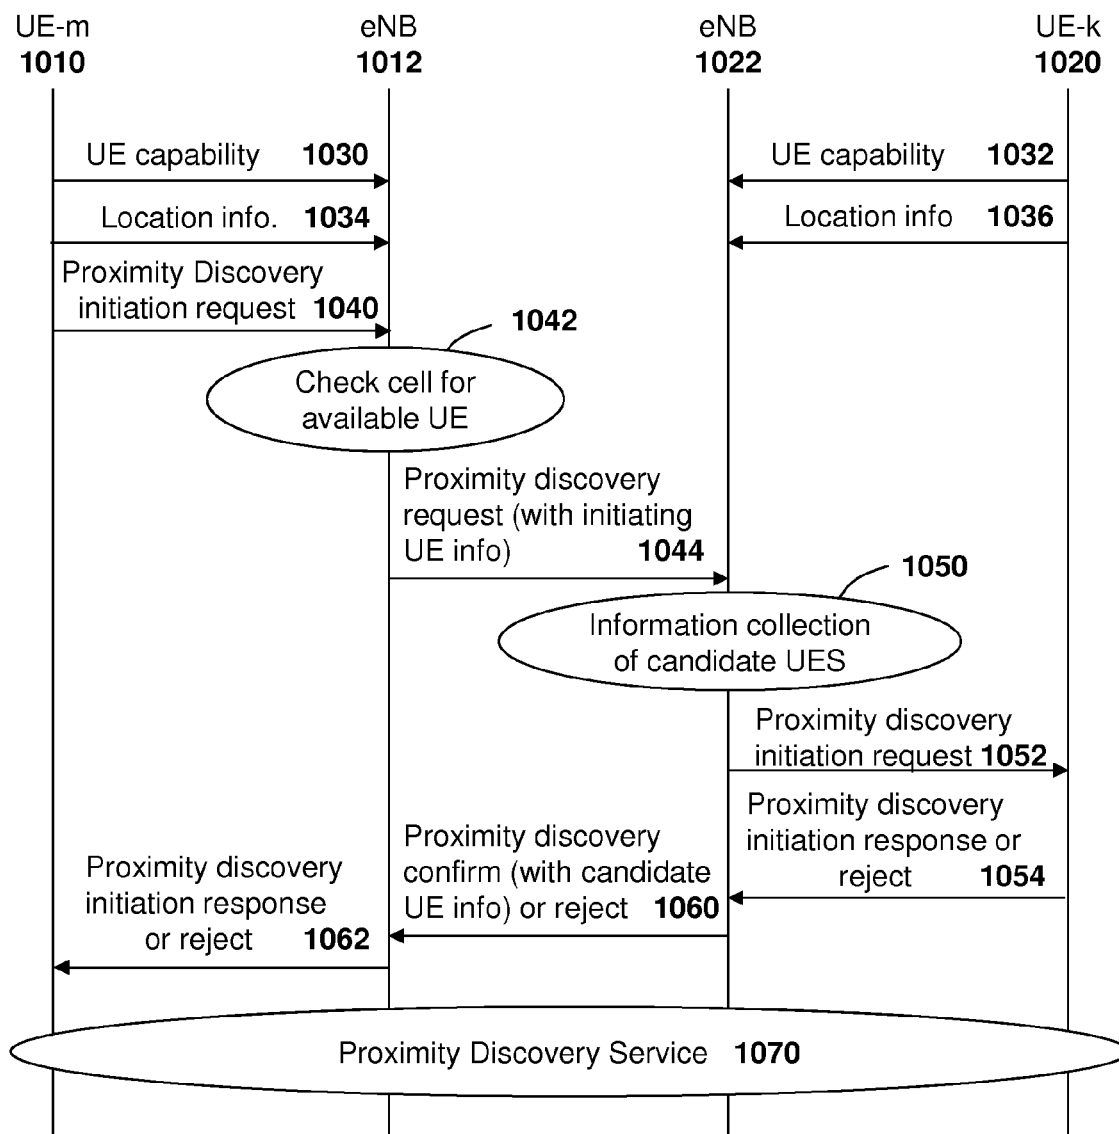 UE-m eNB eNB UE-k
1010 1012 1022 1020
UE capability 1030
UE capability 1032
Location info. 1034
Location info 1036
Proximity Discovery
initiation request 1040
1042
Check cell for
available UE
Proximity discovery
request (with initiating
UE info) 1044
1050
Information collection
of candidate UES
Proximity discovery
initiation request 1052
Proximity discovery
initiation response or
reject 1054
Proximity discovery
confirm (with candidate
UE info) or reject 1060
Proximity discovery
initiation response
or reject 1062
Proximity Discovery Service 1070